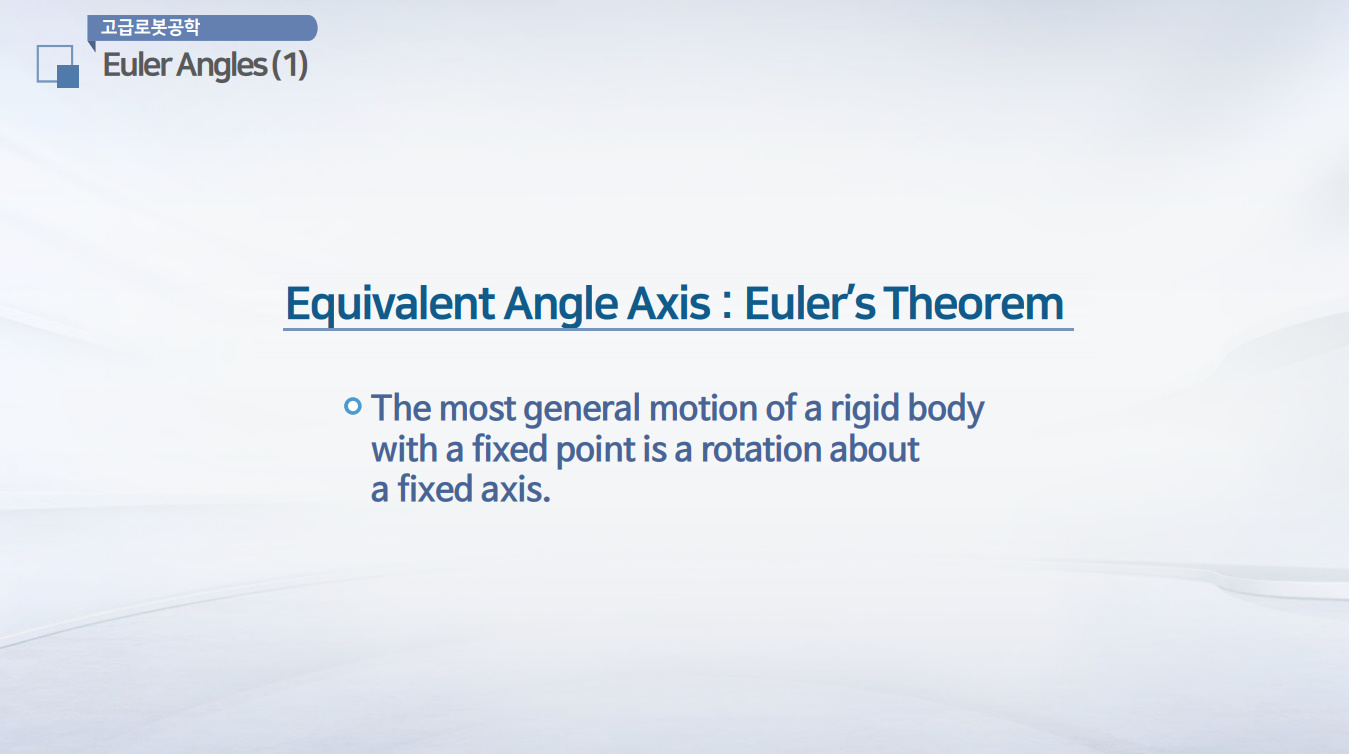 고급로봇공학
Euler Angles (1)
Equivalent Angle Axis : Euler’s Theorem
The most general motion of a rigid body
with a fixed point is a rotation about
a fixed axis.